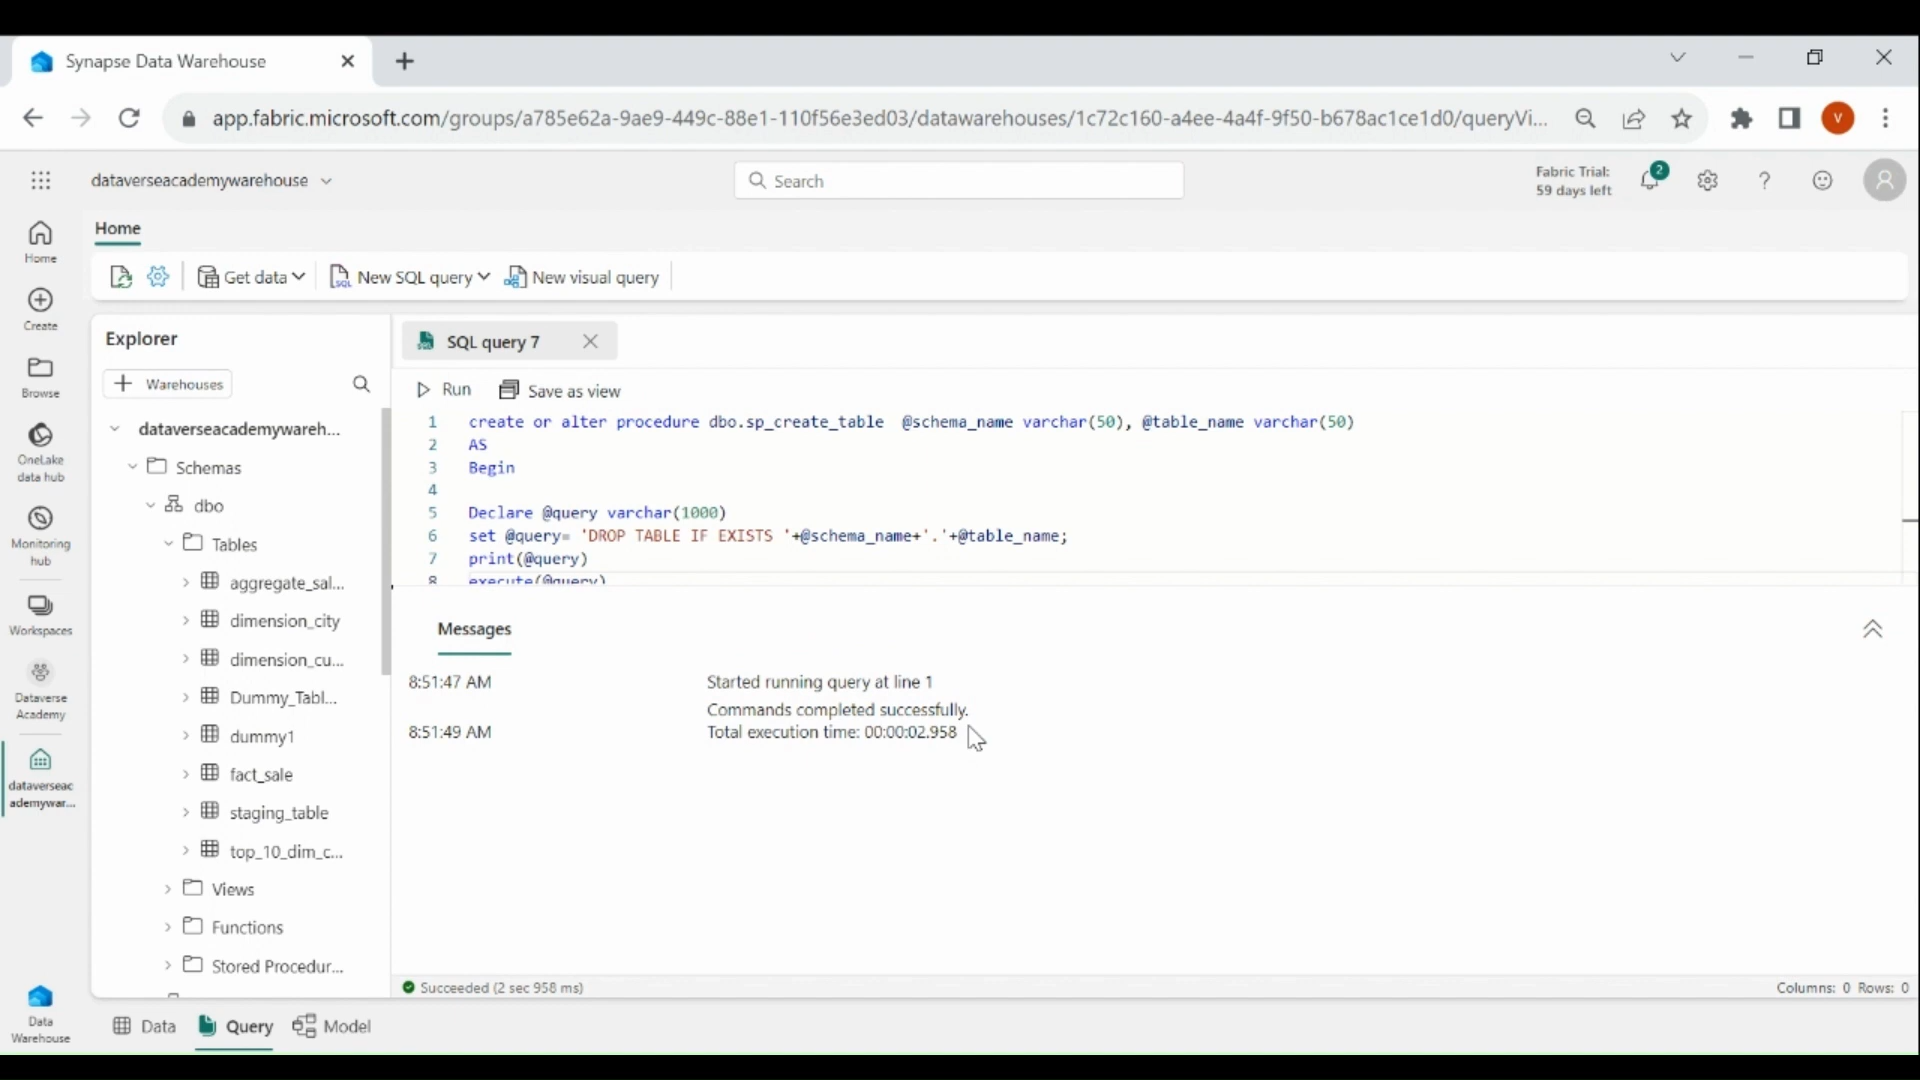 Synapse Data Warehouse
app.fabric.microsoft.com/groups/a785e62a-9ae9-449c-88e1-110f56e3ed03/datawarehouses/1c72c160-a4ee-4a4f-9f50-b678ac1ce1d0/queryVi...
V
dataverseacademywarehouse
Search
Fabric Trial:
59 days left
2
?
Home
Get data
New SQL query
New visual query
Home
Create
Browse
OneLake
data hub
Monitoring
hub
Workspaces
Dataverse
Academy
dataverseac
ademywar...
Data
Warehouse
Explorer
+ Warehouses
dataverseacademywareh...
Schemas
dbo
Tables
aggregate_sal...
dimension_city
dimension_cu...
Dummy_Tabl...
dummy1
fact_sale
staging_table
top_10_dim_c...
Views
Functions
Stored Procedur...
SQL query 7
Run
Save as view
1 create or alter procedure dbo.sp_create_table @schema_name varchar(50), @table_name varchar(50)
2 AS
3 Begin
4
5 Declare @query varchar(1000)
6 set @query= 'DROP TABLE IF EXISTS '+@schema_name+'.'+@table_name;
7 print(@query)
8 execute(@query)
Messages
8:51:47 AM Started running query at line 1
Commands completed successfully.
8:51:49 AM Total execution time: 00:00:02.958
Succeeded (2 sec 958 ms)
Columns: 0 Rows: 0
Data
Query
Model